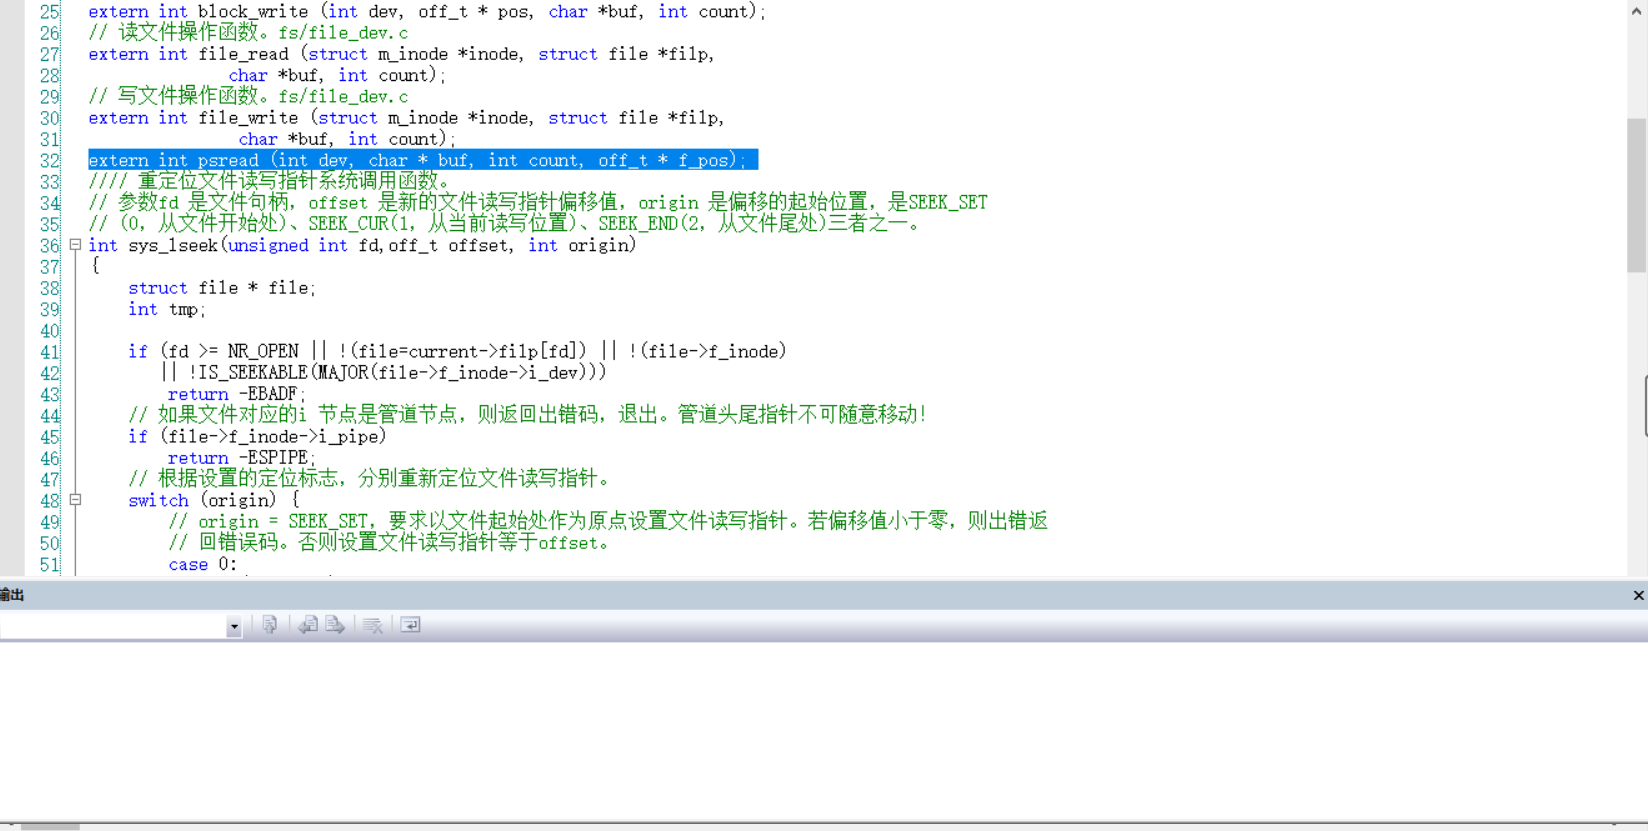 25 extern int block_write (int dev, off_t * pos, char *buf, int count);
26 // 读文件操作函数。fs/file_dev.c
27 extern int file_read (struct m_inode *inode, struct file *filp,
28 char *buf, int count);
29 // 写文件操作函数。fs/file_dev.c
30 extern int file_write (struct m_inode *inode, struct file *filp,
31 char *buf, int count);
32 extern int psread (int dev, char * buf, int count, off_t * f_pos);
33 //// 重定位文件读写指针系统调用函数。
34 // 参数fd 是文件句柄，offset 是新的文件读写指针偏移值，origin 是偏移的起始位置，是SEEK_SET
35 // (0，从文件开始处)、SEEK_CUR(1，从当前读写位置)、SEEK_END(2，从文件尾处)三者之一。
36 int sys_lseek(unsigned int fd,off_t offset, int origin)
37 {
38 struct file * file;
39 int tmp;
40
41 if (fd >= NR_OPEN || !(file=current->filp[fd]) || !(file->f_inode)
42 || !IS_SEEKABLE(MAJOR(file->f_inode->i_dev)))
43 return -EBADF;
44 // 如果文件对应的i 节点是管道节点，则返回出错码，退出。管道头尾指针不可随意移动!
45 if (file->f_inode->i_pipe)
46 return -ESPIPE;
47 // 根据设置的定位标志，分别重新定位文件读写指针。
48 switch (origin) {
49 // origin = SEEK_SET，要求以文件起始处作为原点设置文件读写指针。若偏移值小于零，则出错返
50 // 回错误码。否则设置文件读写指针等于offset。
51 case 0:
输出